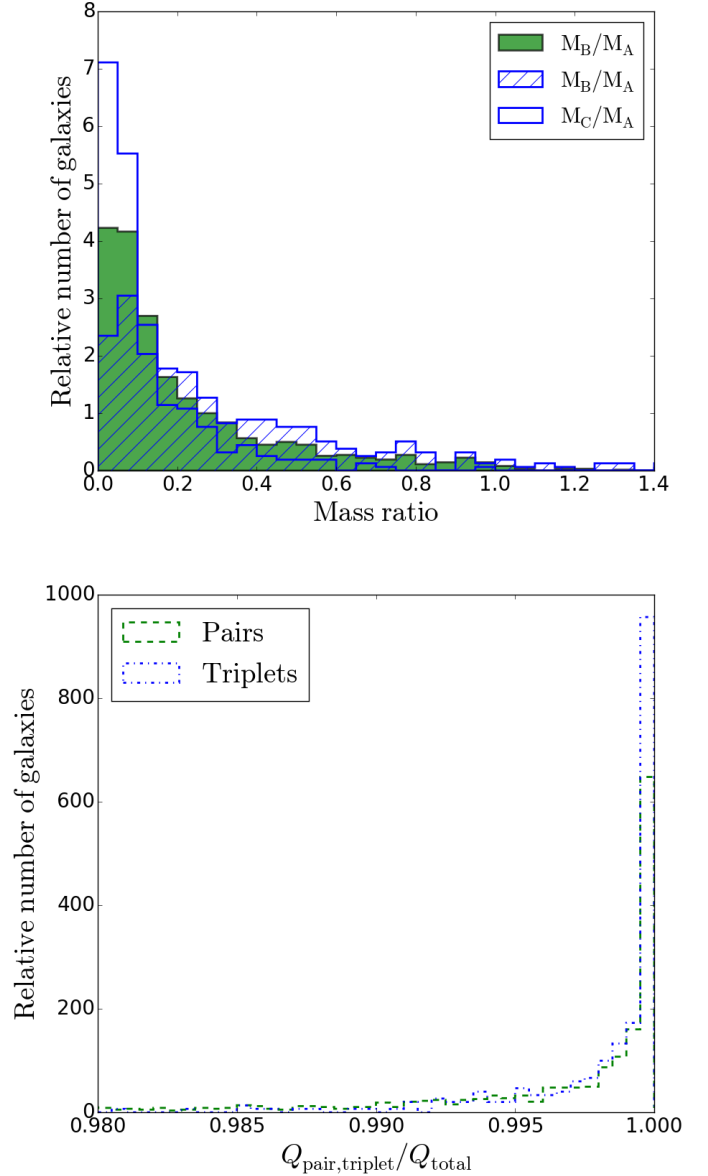 8
7
6
5
4
3
2
1
0
Relative number of galaxies
M_B/M_A
M_B/M_A
M_C/M_A
0.0 0.2 0.4 0.6 0.8 1.0 1.2 1.4
Mass ratio
1000
800
600
400
200
0
Relative number of galaxies
Pairs
Triplets
0.980 0.985 0.990 0.995 1.000
Q_pair,triplet/Q_total